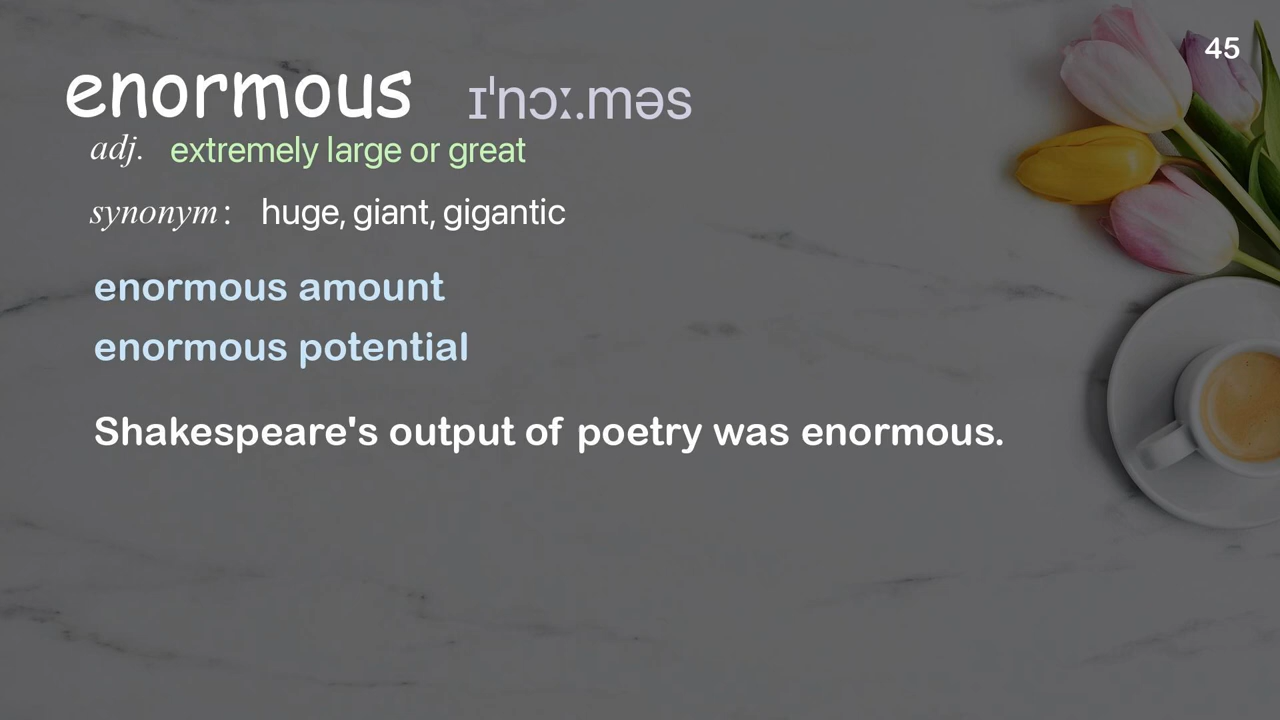 45
enormous ɪˈnɔː.məs
adj. extremely large or great
synonym: huge, giant, gigantic
enormous amount
enormous potential
Shakespeare's output of poetry was enormous.